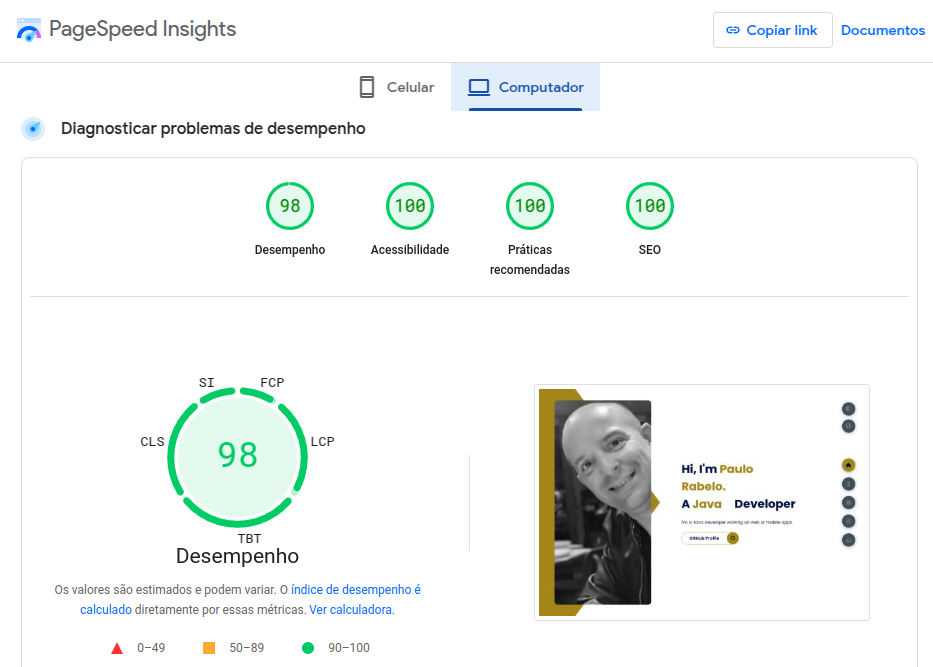 PageSpeed Insights
Copiar link
Documentos
Celular
Computador
Diagnosticar problemas de desempenho
98
100
100
100
Desempenho
Acessibilidade
Práticas
recomendadas
SEO
SI
FCP
CLS
LCP
98
TBT
Desempenho
Os valores são estimados e podem variar. O índice de desempenho é
calculado diretamente por essas métricas. Ver calculadora.
0–49
50–89
90–100
Hi, I'm Paulo
Rabelo.
A Java Developer
I'm a Java developer working on web or mobile apps.
GitHub Profile